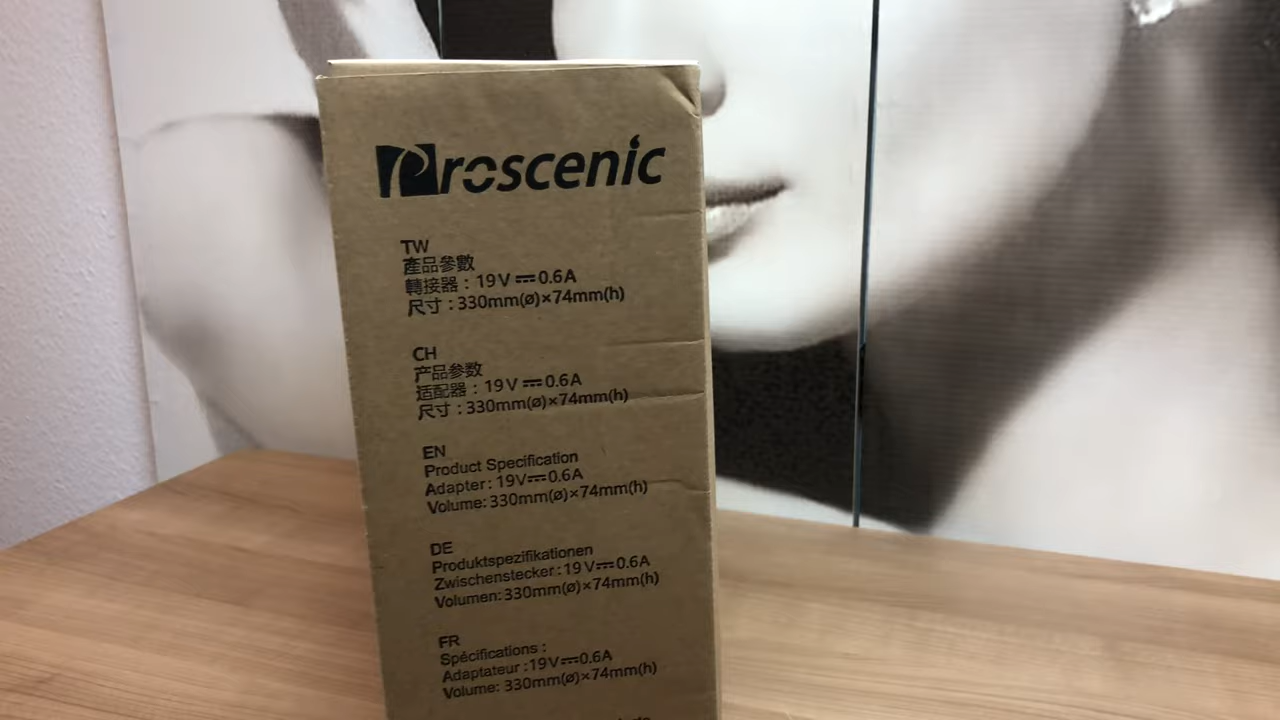 Proscenic
TW
產品參數
轉接器：19V⎓0.6A
尺寸：330mm(ø)×74mm(h)
CH
产品参数
适配器：19V⎓0.6A
尺寸：330mm(ø)×74mm(h)
EN
Product Specification
Adapter: 19V⎓0.6A
Volume: 330mm(ø)×74mm(h)
DE
Produktspezifikationen
Zwischenstecker: 19V⎓0.6A
Volumen: 330mm(ø)×74mm(h)
FR
Spécifications :
Adaptateur :19V⎓0.6A
Volume: 330mm(ø)×74mm(h)